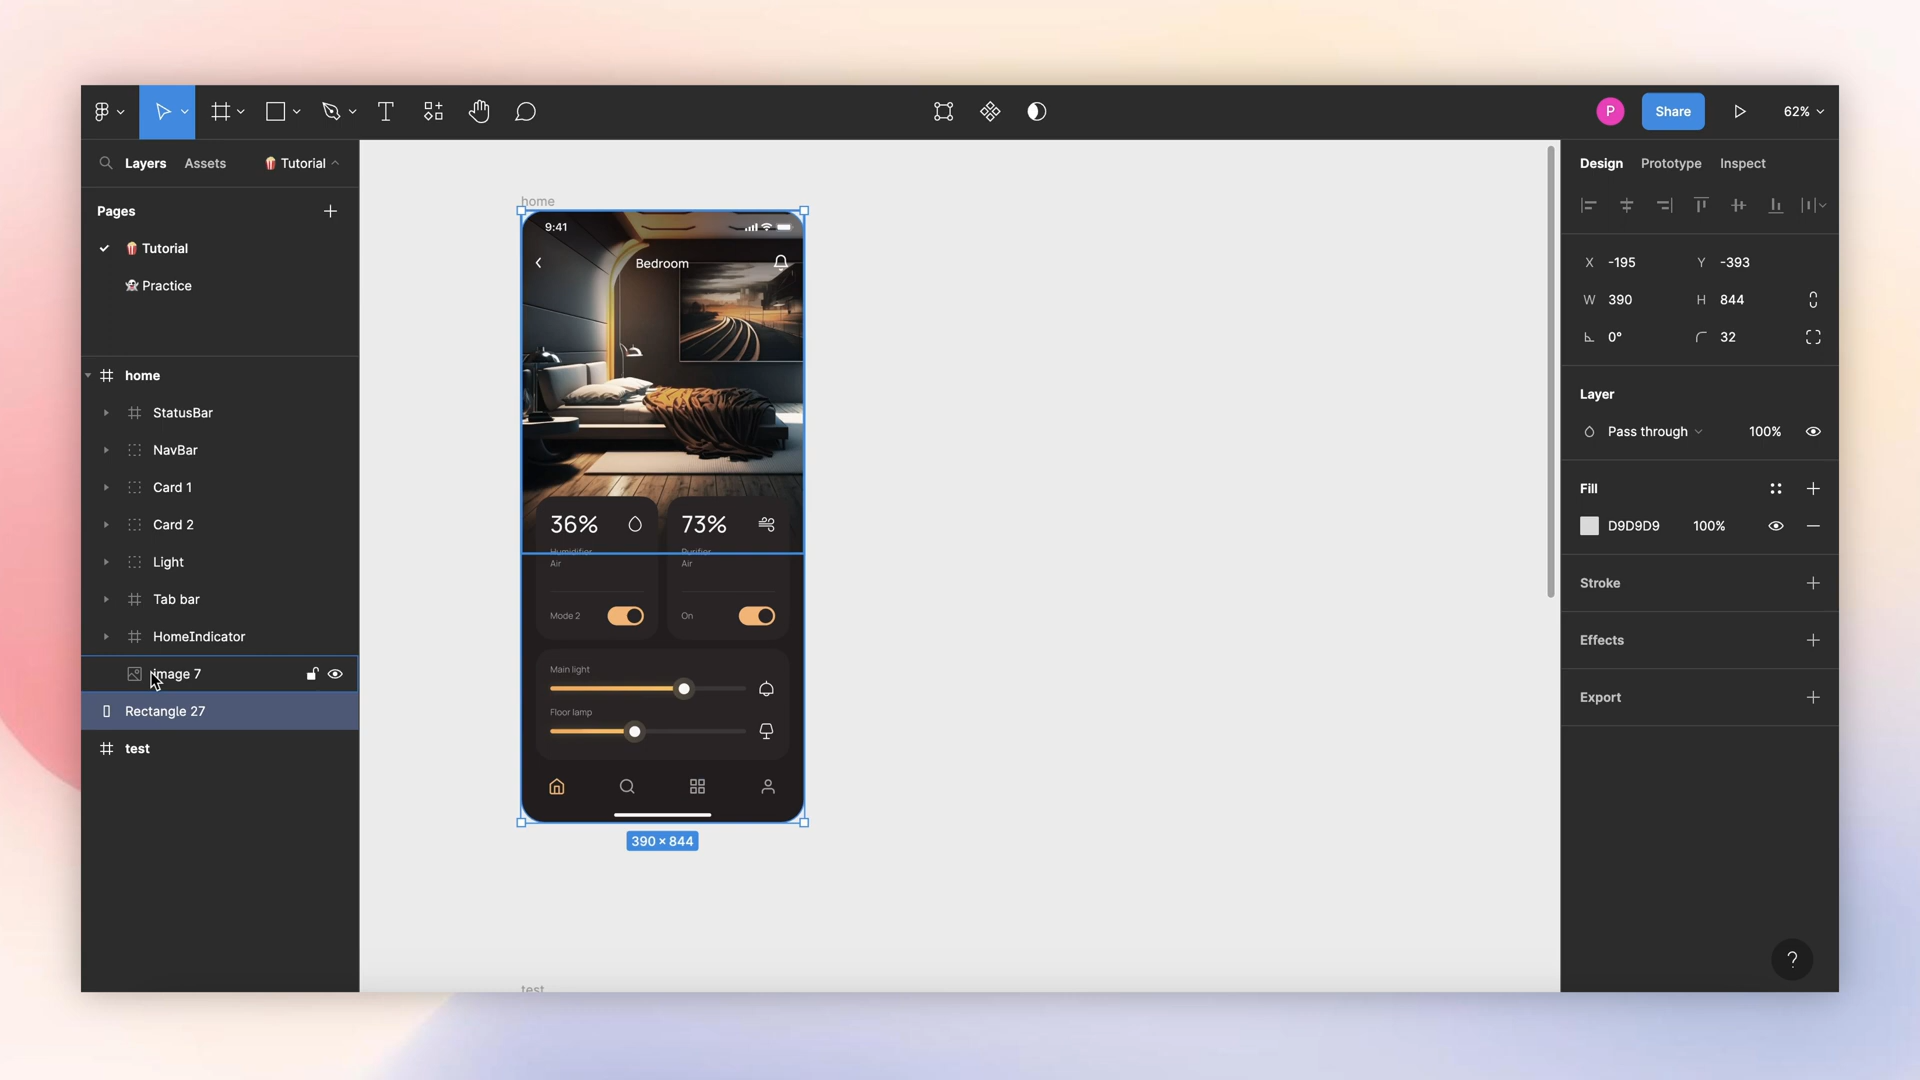 P
Share
62%
Layers
Assets
Tutorial
Design
Prototype
Inspect
Pages
Tutorial
Practice
home
StatusBar
NavBar
Card 1
Card 2
Light
Tab bar
HomeIndicator
image 7
Rectangle 27
test
home
9:41
Bedroom
36%
73%
Humidifier
Purifier
Air
Air
Mode 2
On
Main light
Floor lamp
390 × 844
test
X -195 Y -393
W 390 H 844
0° 32
Layer
Pass through 100%
Fill
D9D9D9 100%
Stroke
Effects
Export
?